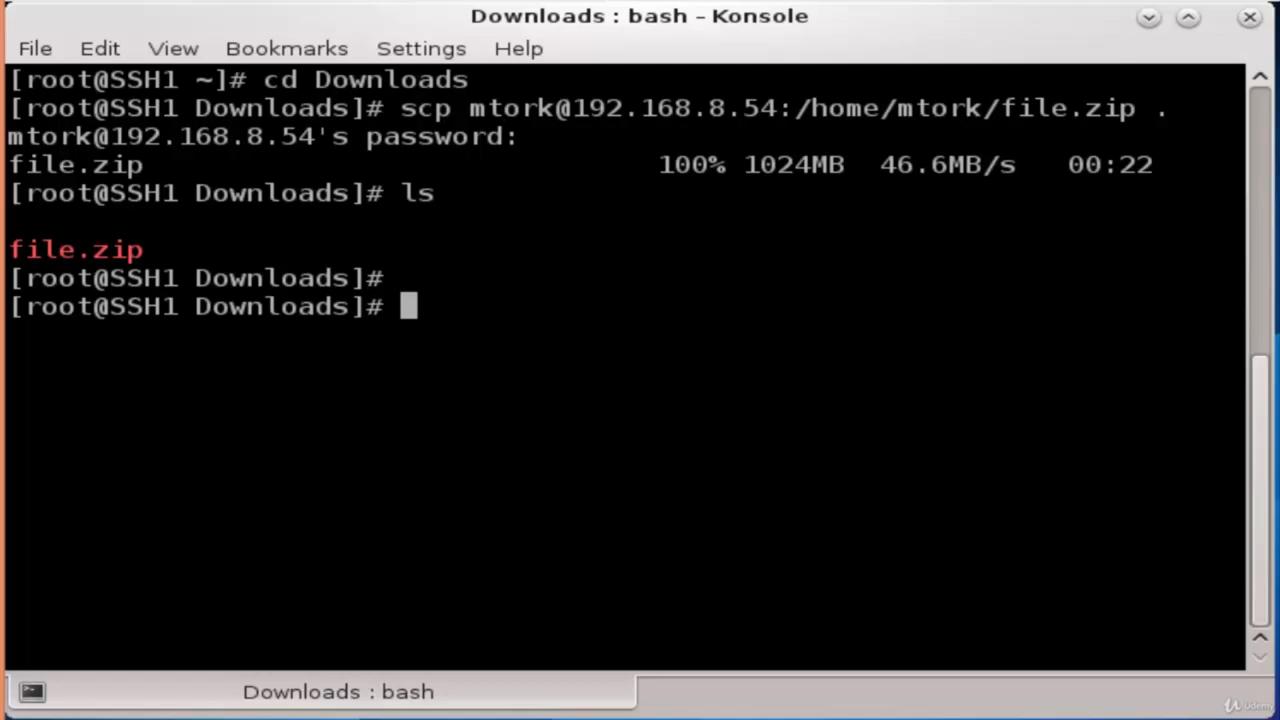 Downloads : bash – Konsole
File Edit View Bookmarks Settings Help
[root@SSH1 ~]# cd Downloads
[root@SSH1 Downloads]# scp mtork@192.168.8.54:/home/mtork/file.zip .
mtork@192.168.8.54's password:
file.zip 100% 1024MB 46.6MB/s 00:22
[root@SSH1 Downloads]# ls
file.zip
[root@SSH1 Downloads]#
[root@SSH1 Downloads]#
Downloads : bash
Udemy